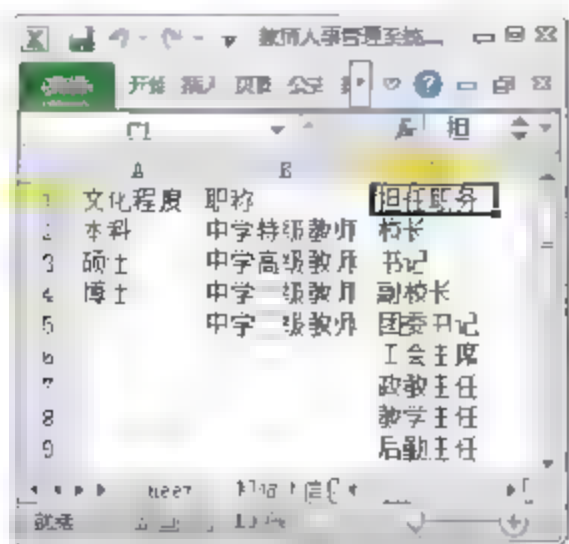 教师人事管理系统...
开始 插入 页面 公式
C1 担
A B
1 文化程度 职称 担任职务
2 本科 中学特级教师 校长
3 硕士 中学高级教师 书记
4 博士 中学一级教师 副校长
5 中学二级教师 团委书记
6 工会主席
7 政教主任
8 教学主任
9 后勤主任
就绪